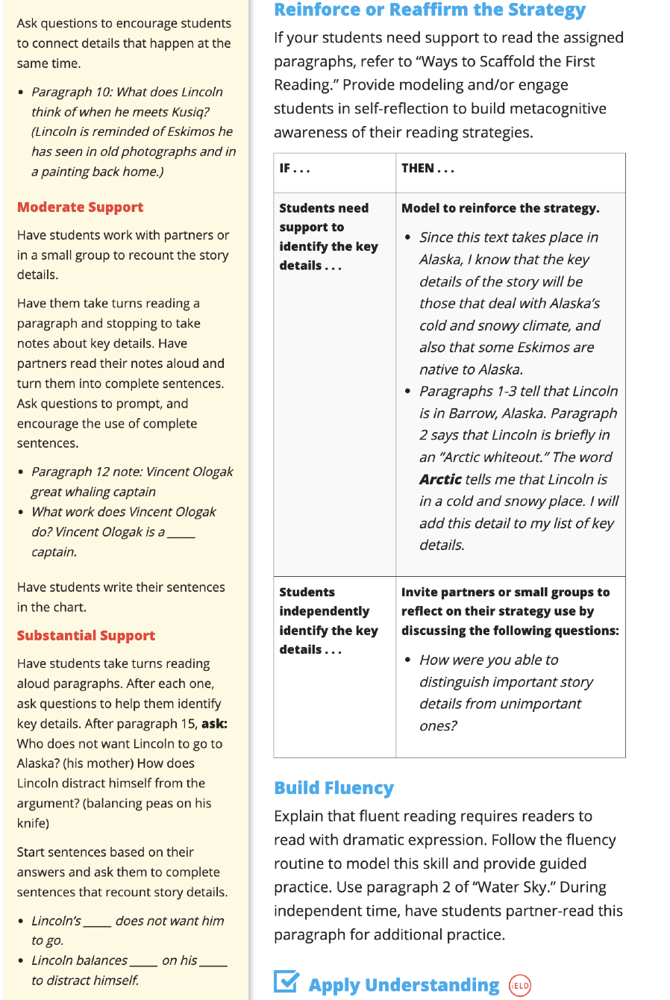 Ask questions to encourage students
to connect details that happen at the
same time.
• Paragraph 10: What does Lincoln
think of when he meets Kusiq?
(Lincoln is reminded of Eskimos he
has seen in old photographs and in
a painting back home.)
Moderate Support
Have students work with partners or
in a small group to recount the story
details.
Have them take turns reading a
paragraph and stopping to take
notes about key details. Have
partners read their notes aloud and
turn them into complete sentences.
Ask questions to prompt, and
encourage the use of complete
sentences.
• Paragraph 12 note: Vincent Ologak
great whaling captain
• What work does Vincent Ologak
do? Vincent Ologak is a _____
captain.
Have students write their sentences
in the chart.
Substantial Support
Have students take turns reading
aloud paragraphs. After each one,
ask questions to help them identify
key details. After paragraph 15, ask:
Who does not want Lincoln to go to
Alaska? (his mother) How does
Lincoln distract himself from the
argument? (balancing peas on his
knife)
Start sentences based on their
answers and ask them to complete
sentences that recount story details.
• Lincoln's _____ does not want him
to go.
• Lincoln balances _____ on his _____
to distract himself.
Reinforce or Reaffirm the Strategy
If your students need support to read the assigned
paragraphs, refer to “Ways to Scaffold the First
Reading.” Provide modeling and/or engage
students in self-reflection to build metacognitive
awareness of their reading strategies.
IF . . .
THEN . . .
Students need
support to
identify the key
details . . .
Model to reinforce the strategy.
• Since this text takes place in
Alaska, I know that the key
details of the story will be
those that deal with Alaska's
cold and snowy climate, and
also that some Eskimos are
native to Alaska.
• Paragraphs 1-3 tell that Lincoln
is in Barrow, Alaska. Paragraph
2 says that Lincoln is briefly in
an “Arctic whiteout.” The word
Arctic tells me that Lincoln is
in a cold and snowy place. I will
add this detail to my list of key
details.
Students
independently
identify the key
details . . .
Invite partners or small groups to
reflect on their strategy use by
discussing the following questions:
• How were you able to
distinguish important story
details from unimportant
ones?
Build Fluency
Explain that fluent reading requires readers to
read with dramatic expression. Follow the fluency
routine to model this skill and provide guided
practice. Use paragraph 2 of “Water Sky.” During
independent time, have students partner-read this
paragraph for additional practice.
Apply Understanding iELD